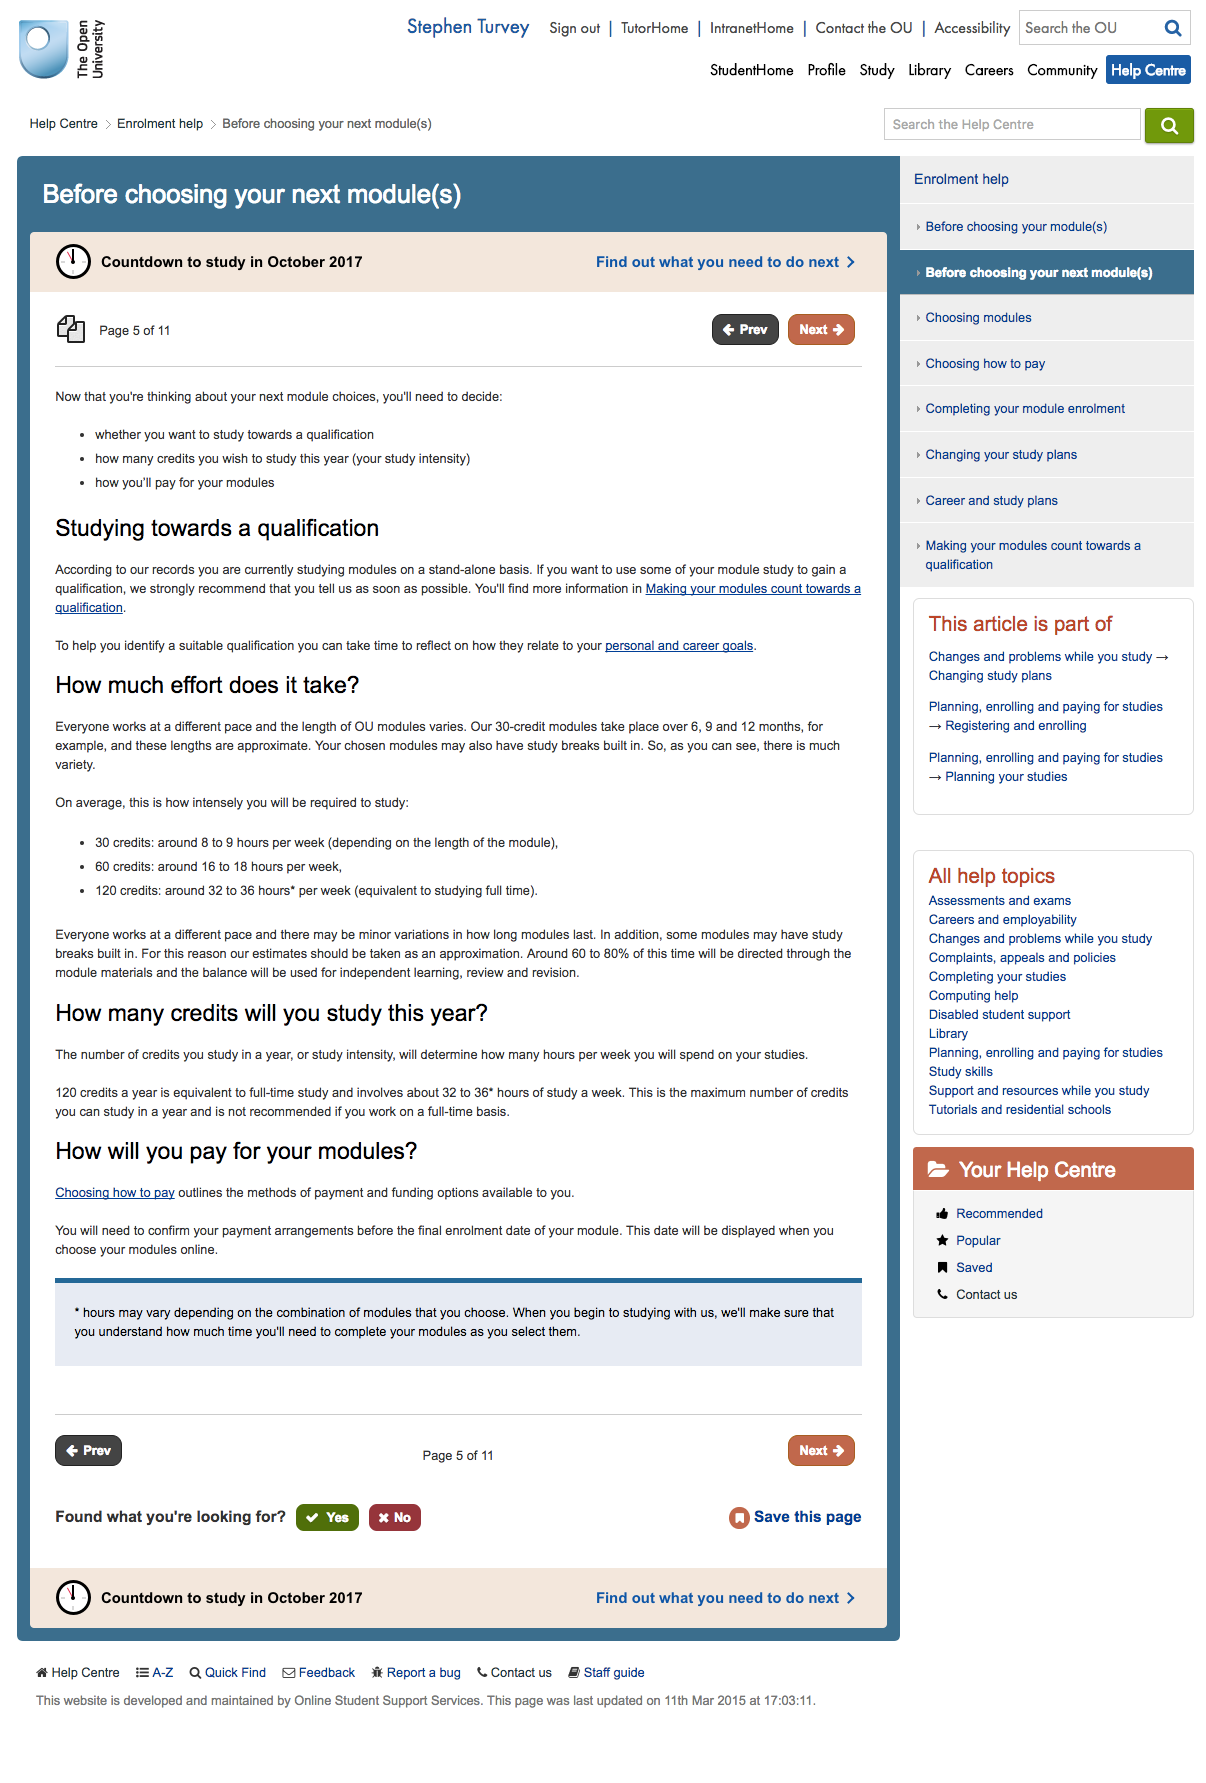 The Open
University
Stephen Turvey Sign out | TutorHome | IntranetHome | Contact the OU | Accessibility Search the OU
StudentHome Profile Study Library Careers Community Help Centre
Help Centre > Enrolment help > Before choosing your next module(s)
Search the Help Centre
Before choosing your next module(s)
Countdown to study in October 2017 Find out what you need to do next
Page 5 of 11 Prev Next
Now that you're thinking about your next module choices, you'll need to decide:
• whether you want to study towards a qualification
• how many credits you wish to study this year (your study intensity)
• how you'll pay for your modules
Studying towards a qualification
According to our records you are currently studying modules on a stand-alone basis. If you want to use some of your module study to gain a
qualification, we strongly recommend that you tell us as soon as possible. You'll find more information in Making your modules count towards a
qualification.
To help you identify a suitable qualification you can take time to reflect on how they relate to your personal and career goals.
How much effort does it take?
Everyone works at a different pace and the length of OU modules varies. Our 30-credit modules take place over 6, 9 and 12 months, for
example, and these lengths are approximate. Your chosen modules may also have study breaks built in. So, as you can see, there is much
variety.
On average, this is how intensely you will be required to study:
• 30 credits: around 8 to 9 hours per week (depending on the length of the module),
• 60 credits: around 16 to 18 hours per week,
• 120 credits: around 32 to 36 hours* per week (equivalent to studying full time).
Everyone works at a different pace and there may be minor variations in how long modules last. In addition, some modules may have study
breaks built in. For this reason our estimates should be taken as an approximation. Around 60 to 80% of this time will be directed through the
module materials and the balance will be used for independent learning, review and revision.
How many credits will you study this year?
The number of credits you study in a year, or study intensity, will determine how many hours per week you will spend on your studies.
120 credits a year is equivalent to full-time study and involves about 32 to 36* hours of study a week. This is the maximum number of credits
you can study in a year and is not recommended if you work on a full-time basis.
How will you pay for your modules?
Choosing how to pay outlines the methods of payment and funding options available to you.
You will need to confirm your payment arrangements before the final enrolment date of your module. This date will be displayed when you
choose your modules online.
* hours may vary depending on the combination of modules that you choose. When you begin to studying with us, we'll make sure that
you understand how much time you'll need to complete your modules as you select them.
Prev Page 5 of 11 Next
Found what you're looking for? Yes No Save this page
Countdown to study in October 2017 Find out what you need to do next
Enrolment help
Before choosing your module(s)
Before choosing your next module(s)
Choosing modules
Choosing how to pay
Completing your module enrolment
Changing your study plans
Career and study plans
Making your modules count towards a
qualification
This article is part of
Changes and problems while you study →
Changing study plans
Planning, enrolling and paying for studies
→ Registering and enrolling
Planning, enrolling and paying for studies
→ Planning your studies
All help topics
Assessments and exams
Careers and employability
Changes and problems while you study
Complaints, appeals and policies
Completing your studies
Computing help
Disabled student support
Library
Planning, enrolling and paying for studies
Study skills
Support and resources while you study
Tutorials and residential schools
Your Help Centre
Recommended
Popular
Saved
Contact us
Help Centre A-Z Quick Find Feedback Report a bug Contact us Staff guide
This website is developed and maintained by Online Student Support Services. This page was last updated on 11th Mar 2015 at 17:03:11.